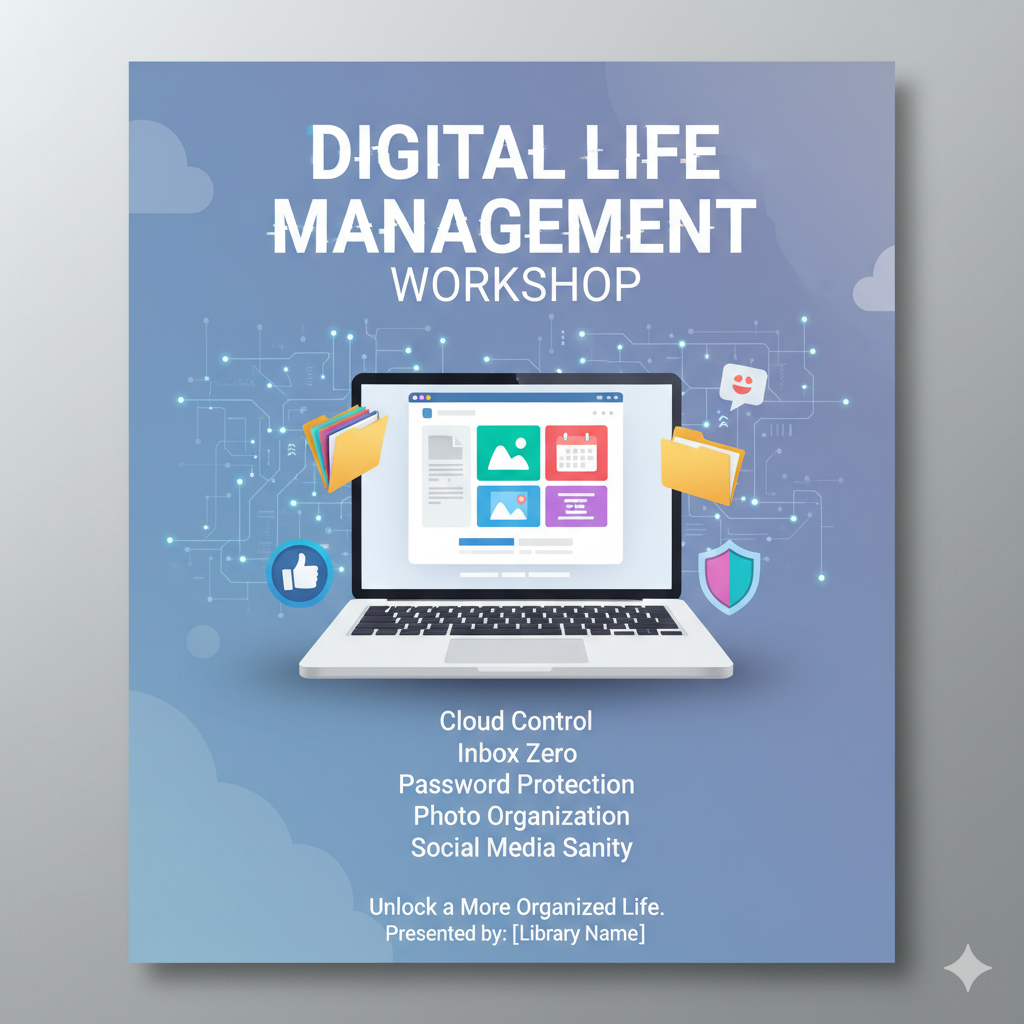 DIGITAL LIFE
MANAGEMENT
WORKSHOP
Cloud Control
Inbox Zero
Password Protection
Photo Organization
Social Media Sanity
Unlock a More Organized Life.
Presented by: [Library Name]